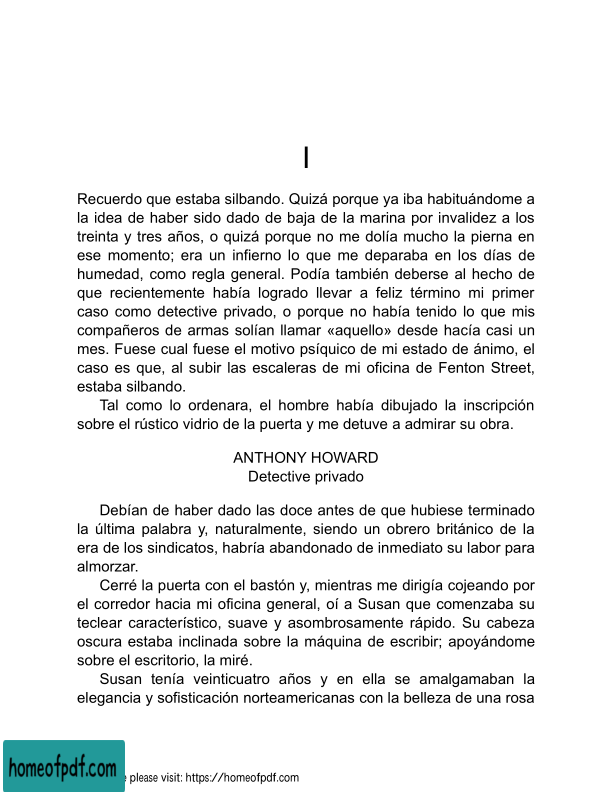 I
Recuerdo que estaba silbando. Quizá porque ya iba habituándome a
la idea de haber sido dado de baja de la marina por invalidez a los
treinta y tres años, o quizá porque no me dolía mucho la pierna en
ese momento; era un infierno lo que me deparaba en los días de
humedad, como regla general. Podía también deberse al hecho de
que recientemente había logrado llevar a feliz término mi primer
caso como detective privado, o porque no había tenido lo que mis
compañeros de armas solían llamar «aquello» desde hacía casi un
mes. Fuese cual fuese el motivo psíquico de mi estado de ánimo, el
caso es que, al subir las escaleras de mi oficina de Fenton Street,
estaba silbando.
Tal como lo ordenara, el hombre había dibujado la inscripción
sobre el rústico vidrio de la puerta y me detuve a admirar su obra.
ANTHONY HOWARD
Detective privado
Debían de haber dado las doce antes de que hubiese terminado
la última palabra y, naturalmente, siendo un obrero británico de la
era de los sindicatos, habría abandonado de inmediato su labor para
almorzar.
Cerré la puerta con el bastón y, mientras me dirigía cojeando por
el corredor hacia mi oficina general, oí a Susan que comenzaba su
teclear característico, suave y asombrosamente rápido. Su cabeza
oscura estaba inclinada sobre la máquina de escribir; apoyándome
sobre el escritorio, la miré.
Susan tenía veinticuatro años y en ella se amalgamaban la
elegancia y sofisticación norteamericanas con la belleza de una rosa
homeofpdf.com
please visit: https://homeofpdf.com